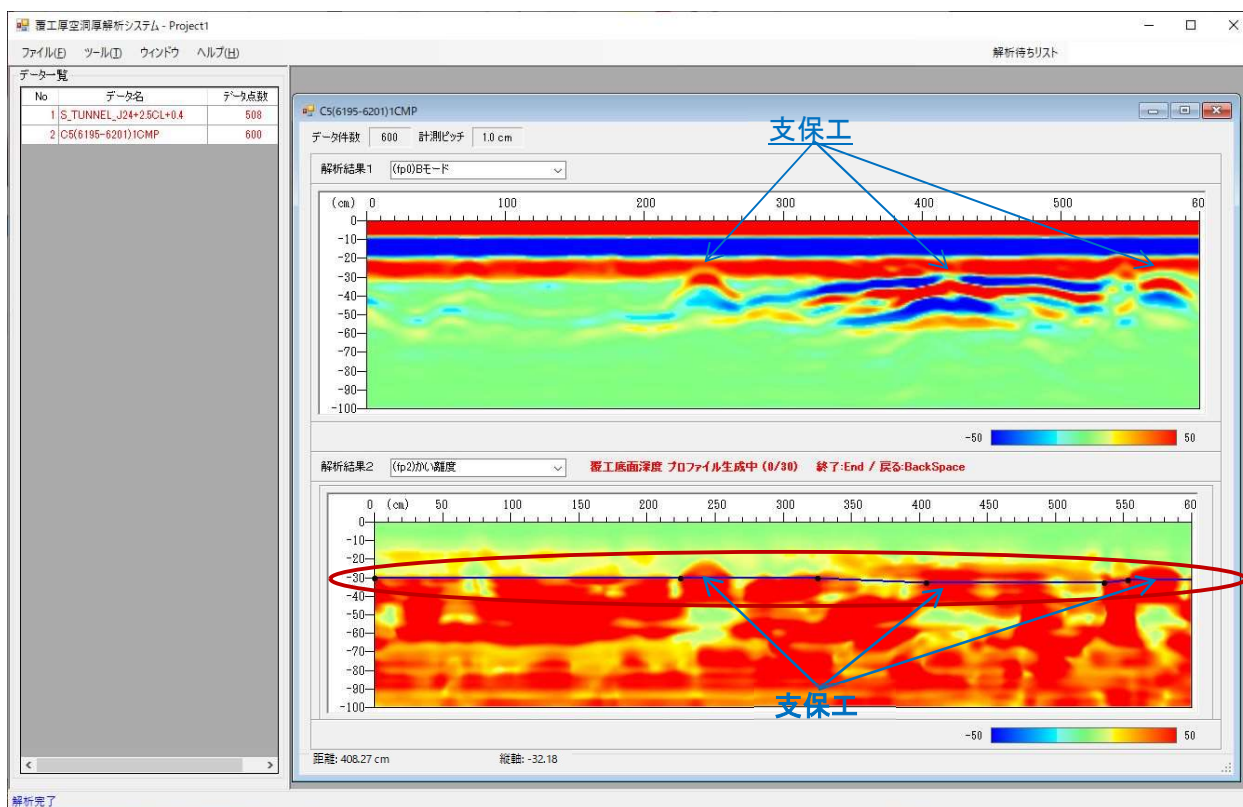 覆工厚空洞厚解析システム - Project1
ファイル(F) ツール(T) ウィンドウ ヘルプ(H) 解析待ちリスト
データ一覧
No データ名 データ点数
1 S_TUNNEL_J24+2.5CL+0.4 508
2 C5(6195-6201)1CMP 600
C5(6195-6201)1CMP
データ件数 600 計測ピッチ 1.0 cm
支保工
解析結果1 (fp0)Bモード
(cm) 0 100 200 300 400 500 60
0
-10
-20
-30
-40
-50
-60
-70
-80
-90
-100
-50 50
解析結果2 (fp2)かい離度 覆工底面深度 プロファイル生成中 (0/30) 終了:End / 戻る:BackSpace
0 (cm) 50 100 150 200 250 300 350 400 450 500 550 60
0
-10
-20
-30
-40
-50
-60
-70
-80
-90
-100
支保工
-50 50
距離: 408.27 cm 縦軸: -32.18
解析完了